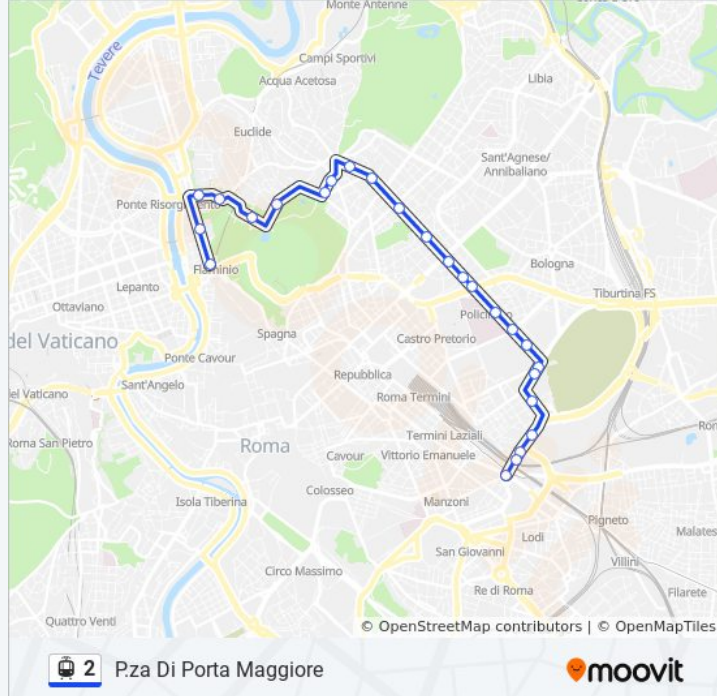 Monte Antenne
Tevere
Campi Sportivi
Acqua Acetosa
Libia
Euclide
Sant'Agnese/
Annibaliano
Ponte Risorgimento
Flaminio
Bologna
Lepanto
Tiburtina FS
Ottaviano
Policlinico
Spagna
del Vaticano
Castro Pretorio
Ponte Cavour
Repubblica
Sant'Angelo
el Vaticano
Roma Termini
Roma San Pietro
Roma
Termini Laziali
Cavour
Vittorio Emanuele
Colosseo
Isola Tiberina
Manzoni
Pigneto
Lodi
Malates
San Giovanni
Villini
Circo Massimo
Re di Roma
Filarete
Quattro Venti
© OpenStreetMap contributors | © OpenMapTiles
2
P.za Di Porta Maggiore
moovit